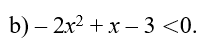 b) – 2x² + x – 3 <0.